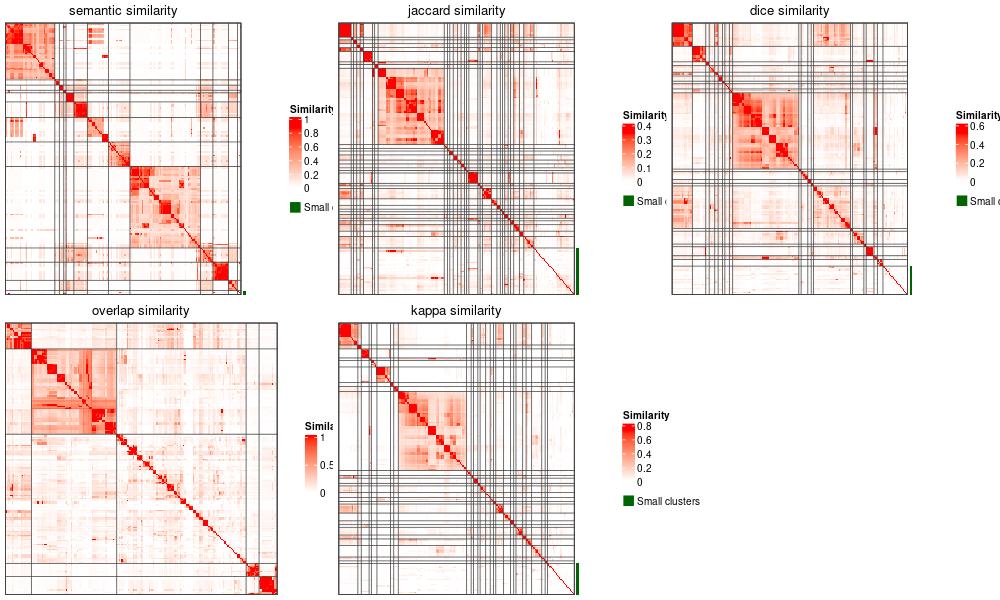 semantic similarity
Similarity
1
0.8
0.6
0.4
0.2
0
Small
jaccard similarity
Similarity
0.4
0.3
0.2
0.1
0
Small
dice similarity
Similarity
0.6
0.4
0.2
0
Small
overlap similarity
Simila
1
0.5
0
kappa similarity
Similarity
0.8
0.6
0.4
0.2
0
Small clusters